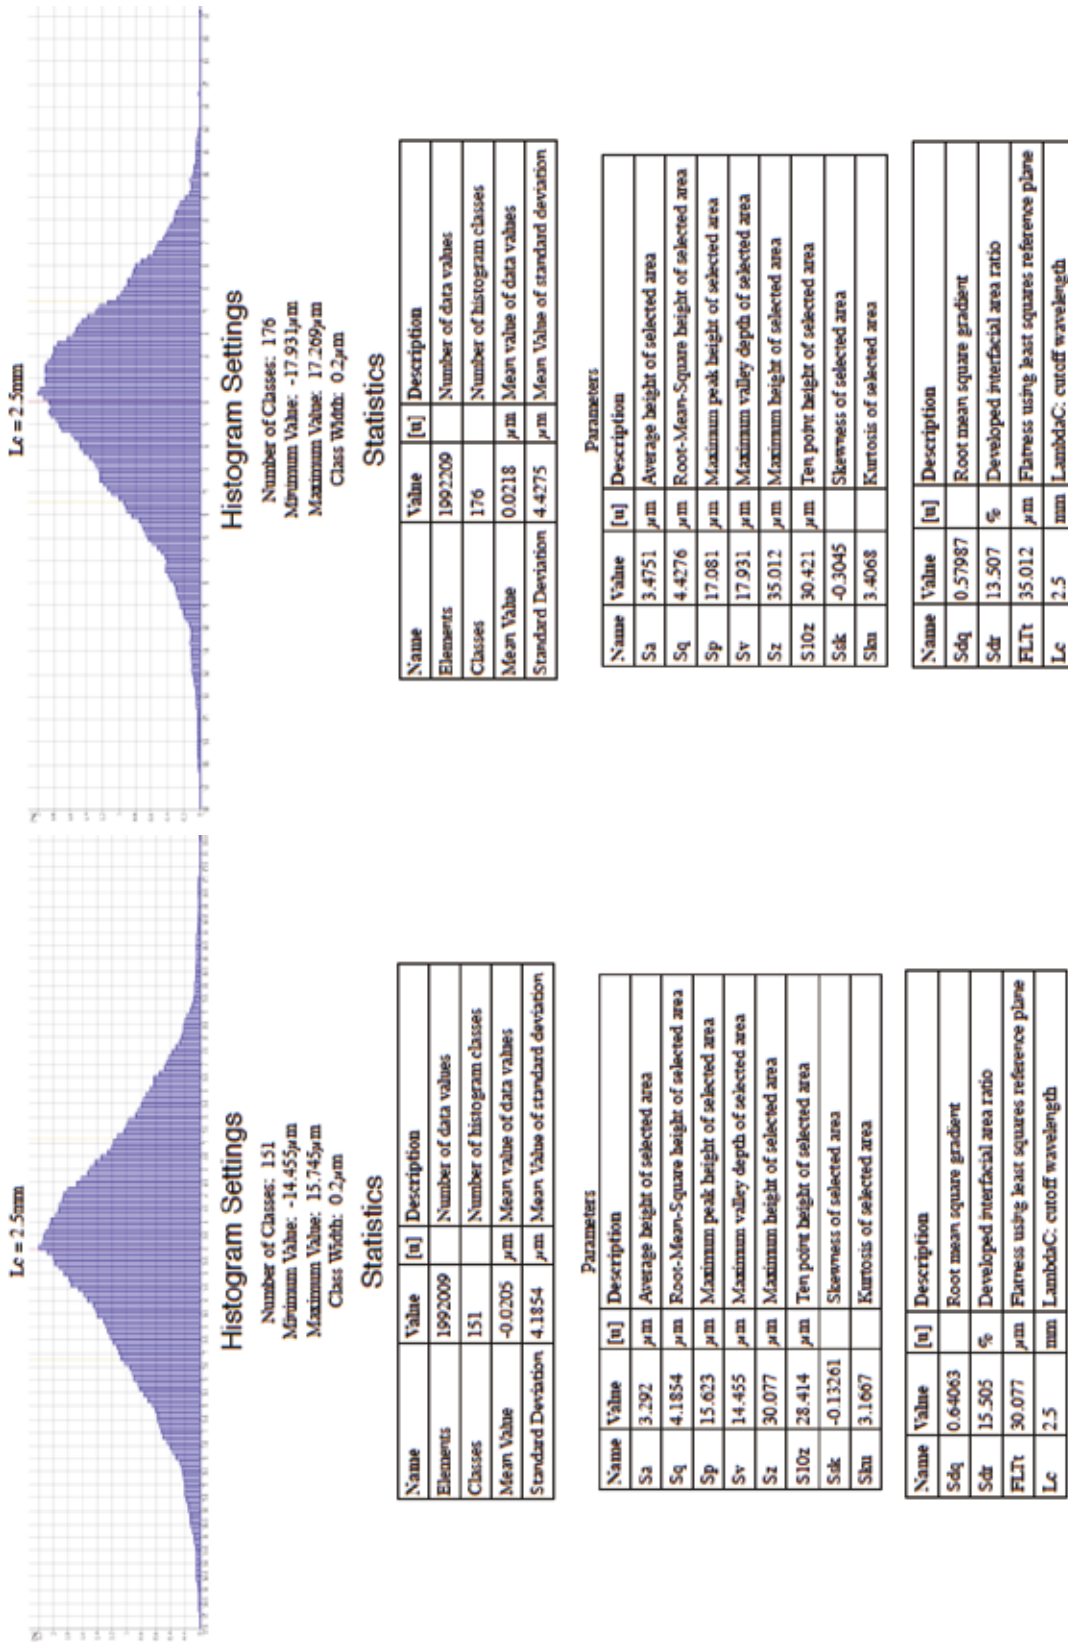 Lc = 2.5mm
Histogram Settings
Number of Classes: 151
Minimum Value: -14.455μm
Maximum Value: 15.745μm
Class Width: 0.2μm
Statistics
Name Value [u] Description
Elements 1992009 Number of data values
Classes 151 Number of histogram classes
Mean Value -0.0205 μm Mean value of data values
Standard Deviation 4.1854 μm Mean Value of standard deviation
Parameters
Name Value [u] Description
Sa 3.292 μm Average height of selected area
Sq 4.1854 μm Root-Mean-Square height of selected area
Sp 15.623 μm Maximum peak height of selected area
Sv 14.455 μm Maximum valley depth of selected area
Sz 30.077 μm Maximum height of selected area
S10z 28.414 μm Ten point height of selected area
Ssk -0.13261 Skewness of selected area
Sku 3.1667 Kurtosis of selected area
Name Value [u] Description
Sdq 0.64063 Root mean square gradient
Sdr 15.505 % Developed interfacial area ratio
FLTt 30.077 μm Flatness using least squares reference plane
Lc 2.5 mm LambdaC: cutoff wavelength
Lc = 2.5mm
Histogram Settings
Number of Classes: 176
Minimum Value: -17.931μm
Maximum Value: 17.269μm
Class Width: 0.2μm
Statistics
Name Value [u] Description
Elements 1992209 Number of data values
Classes 176 Number of histogram classes
Mean Value 0.0218 μm Mean value of data values
Standard Deviation 4.4275 μm Mean Value of standard deviation
Parameters
Name Value [u] Description
Sa 3.4751 μm Average height of selected area
Sq 4.4276 μm Root-Mean-Square height of selected area
Sp 17.081 μm Maximum peak height of selected area
Sv 17.931 μm Maximum valley depth of selected area
Sz 35.012 μm Maximum height of selected area
S10z 30.421 μm Ten point height of selected area
Ssk -0.3045 Skewness of selected area
Sku 3.4068 Kurtosis of selected area
Name Value [u] Description
Sdq 0.57987 Root mean square gradient
Sdr 13.507 % Developed interfacial area ratio
FLTt 35.012 μm Flatness using least squares reference plane
Lc 2.5 mm LambdaC: cutoff wavelength